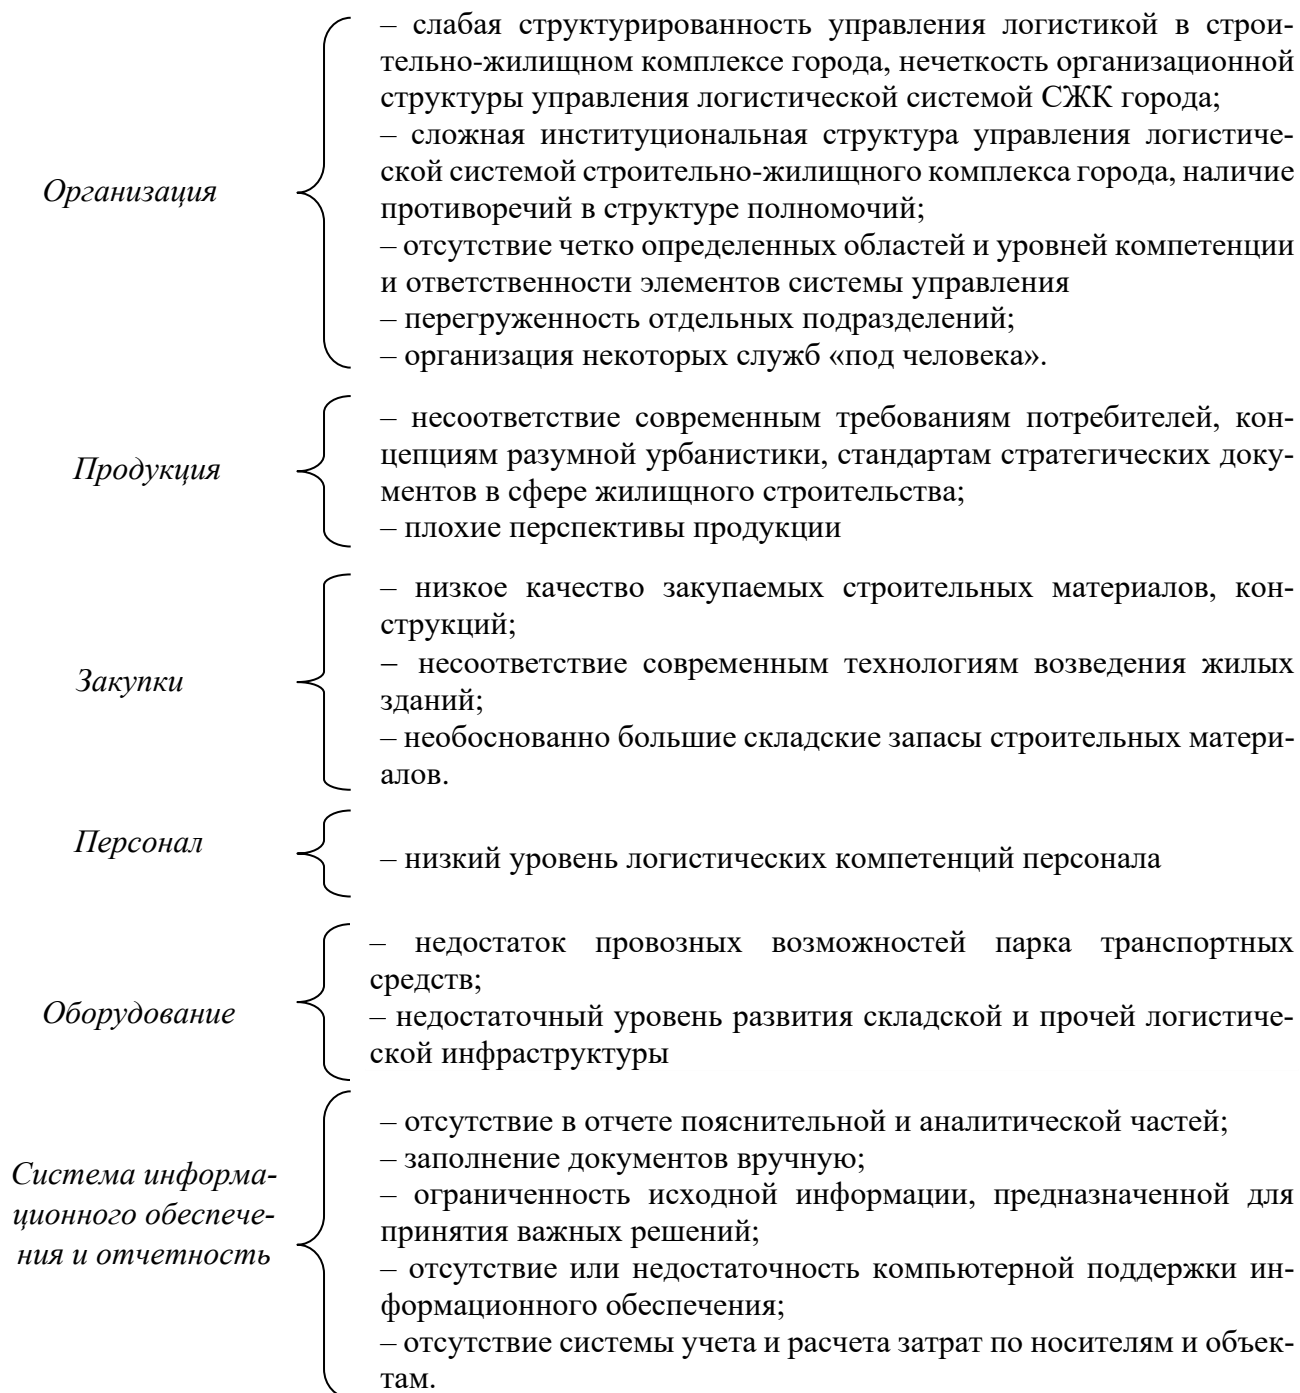 Организация
– слабая структурированность управления логистикой в строи-
тельно-жилищном комплексе города, нечеткость организационной
структуры управления логистической системой СЖК города;
– сложная институциональная структура управления логистиче-
ской системой строительно-жилищного комплекса города, наличие
противоречий в структуре полномочий;
– отсутствие четко определенных областей и уровней компетенции
и ответственности элементов системы управления
– перегруженность отдельных подразделений;
– организация некоторых служб «под человека».
Продукция
– несоответствие современным требованиям потребителей, кон-
цепциям разумной урбанистики, стандартам стратегических доку-
ментов в сфере жилищного строительства;
– плохие перспективы продукции
Закупки
– низкое качество закупаемых строительных материалов, кон-
струкций;
– несоответствие современным технологиям возведения жилых
зданий;
– необоснованно большие складские запасы строительных матери-
алов.
Персонал
– низкий уровень логистических компетенций персонала
Оборудование
– недостаток провозных возможностей парка транспортных
средств;
– недостаточный уровень развития складской и прочей логистиче-
ской инфраструктуры
Система информа-
ционного обеспече-
ния и отчетность
– отсутствие в отчете пояснительной и аналитической частей;
– заполнение документов вручную;
– ограниченность исходной информации, предназначенной для
принятия важных решений;
– отсутствие или недостаточность компьютерной поддержки ин-
формационного обеспечения;
– отсутствие системы учета и расчета затрат по носителям и объек-
там.